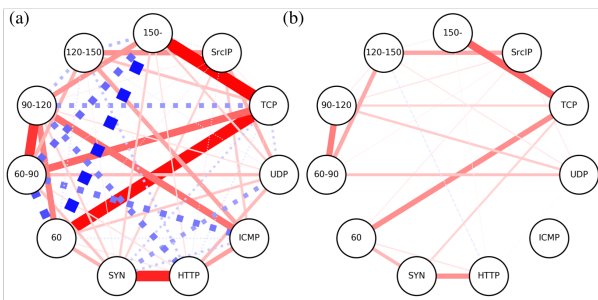 (a)
150-
SrcIP
TCP
UDP
ICMP
HTTP
SYN
60
60-90
90-120
120-150
(b)
150-
SrcIP
TCP
UDP
ICMP
HTTP
SYN
60
60-90
90-120
120-150